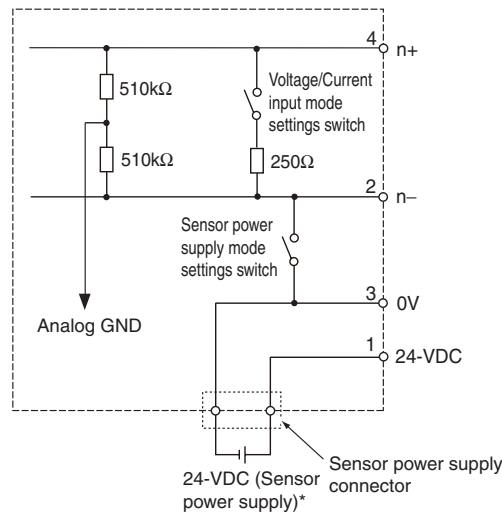 4 n+
510kΩ
Voltage/Current
input mode
settings switch
510kΩ
250Ω
2 n–
Sensor power
supply mode
settings switch
3 0V
Analog GND
1 24-VDC
24-VDC (Sensor
power supply)*
Sensor power supply
connector